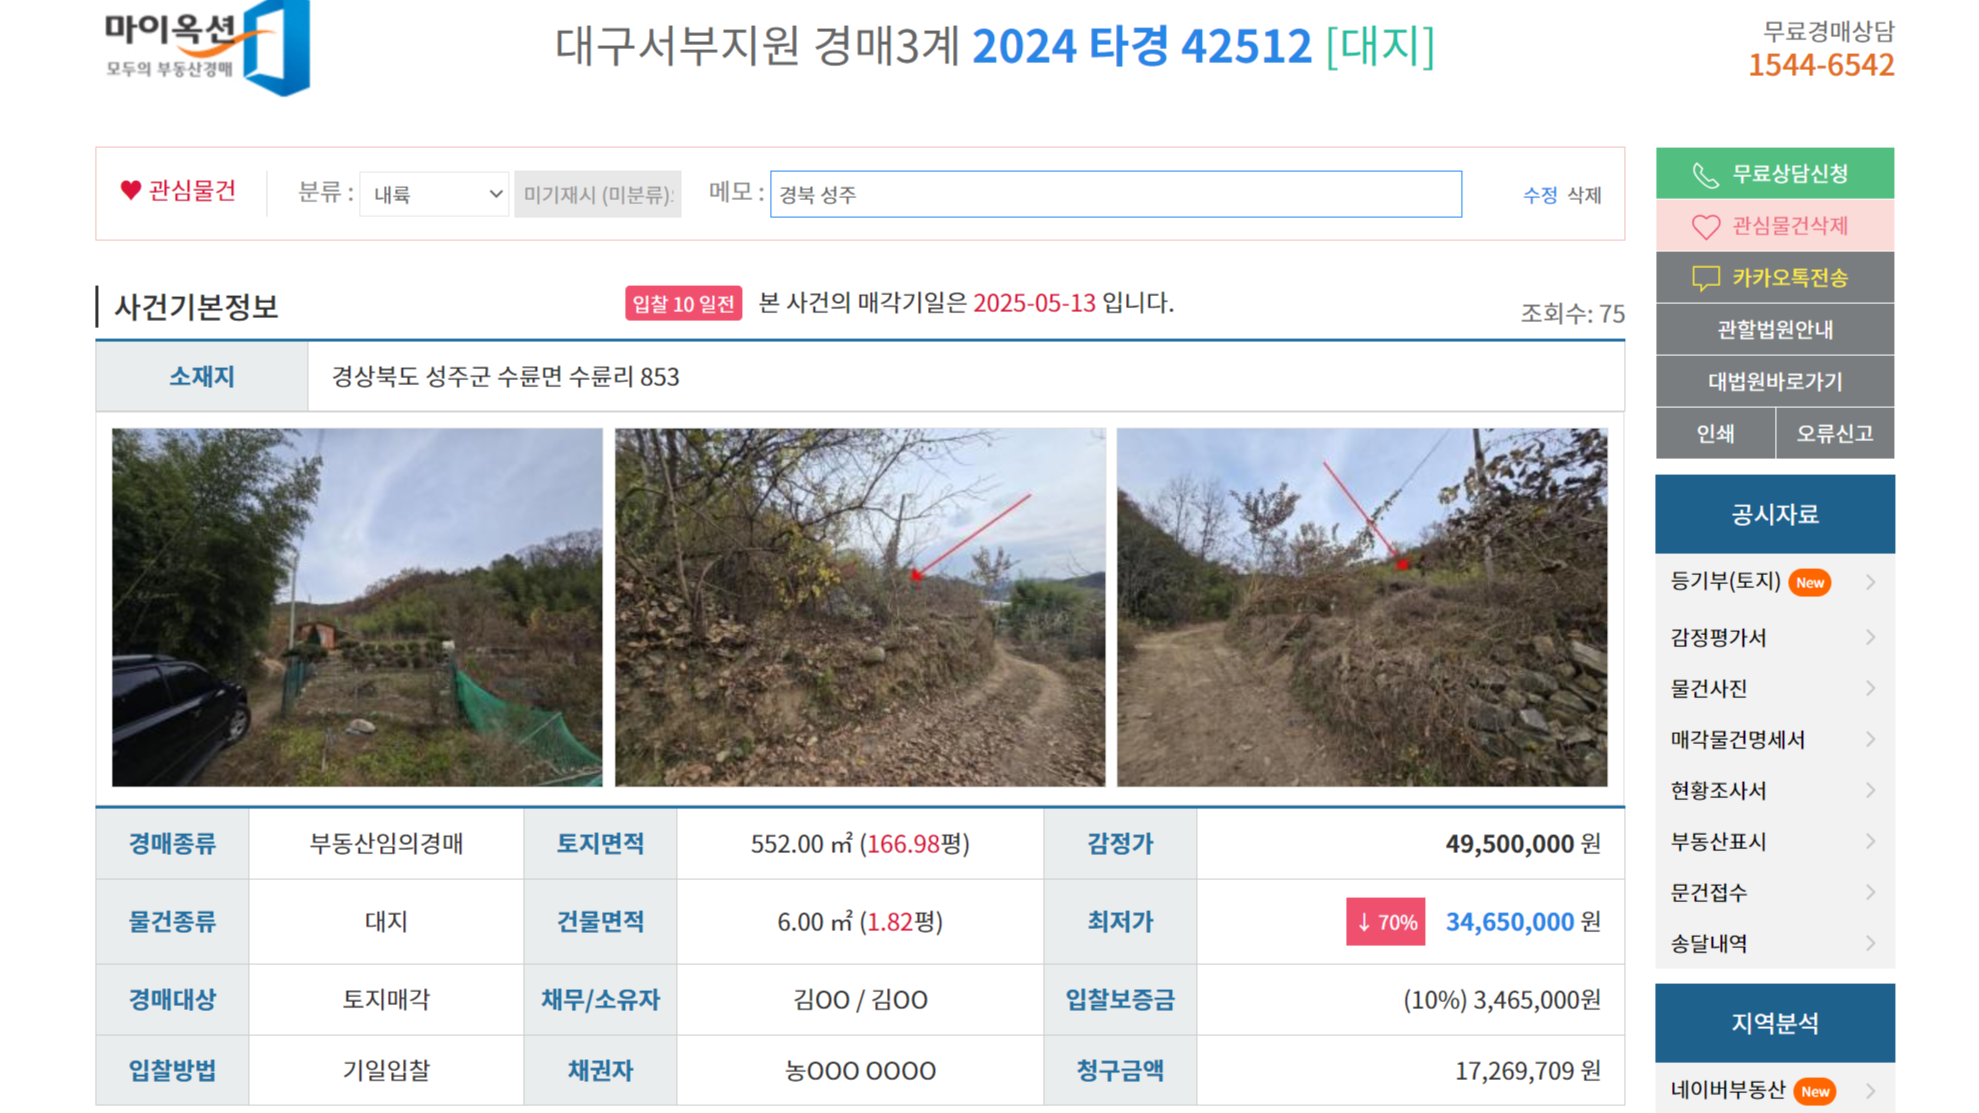 마이옥션
모두의 부동산경매
대구서부지원 경매3계 2024 타경 42512 [대지]
무료경매상담
1544-6542
관심물건
분류 :
내륙
미기재시 (미분류)
메모 :
경북 성주
수정 삭제
사건기본정보
입찰 10 일전
본 사건의 매각기일은 2025-05-13 입니다.
조회수: 75
소재지
경상북도 성주군 수륜면 수륜리 853
경매종류
부동산임의경매
토지면적
552.00 ㎡ (166.98평)
감정가
49,500,000 원
물건종류
대지
건물면적
6.00 ㎡ (1.82평)
최저가
↓ 70%
34,650,000 원
경매대상
토지매각
채무/소유자
김OO / 김OO
입찰보증금
(10%) 3,465,000원
입찰방법
기일입찰
채권자
농OOO OOOO
청구금액
17,269,709 원
무료상담신청
관심물건삭제
카카오톡전송
관할법원안내
대법원바로가기
인쇄
오류신고
공시자료
등기부(토지) New
감정평가서
물건사진
매각물건명세서
현황조사서
부동산표시
문건접수
송달내역
지역분석
네이버부동산 New